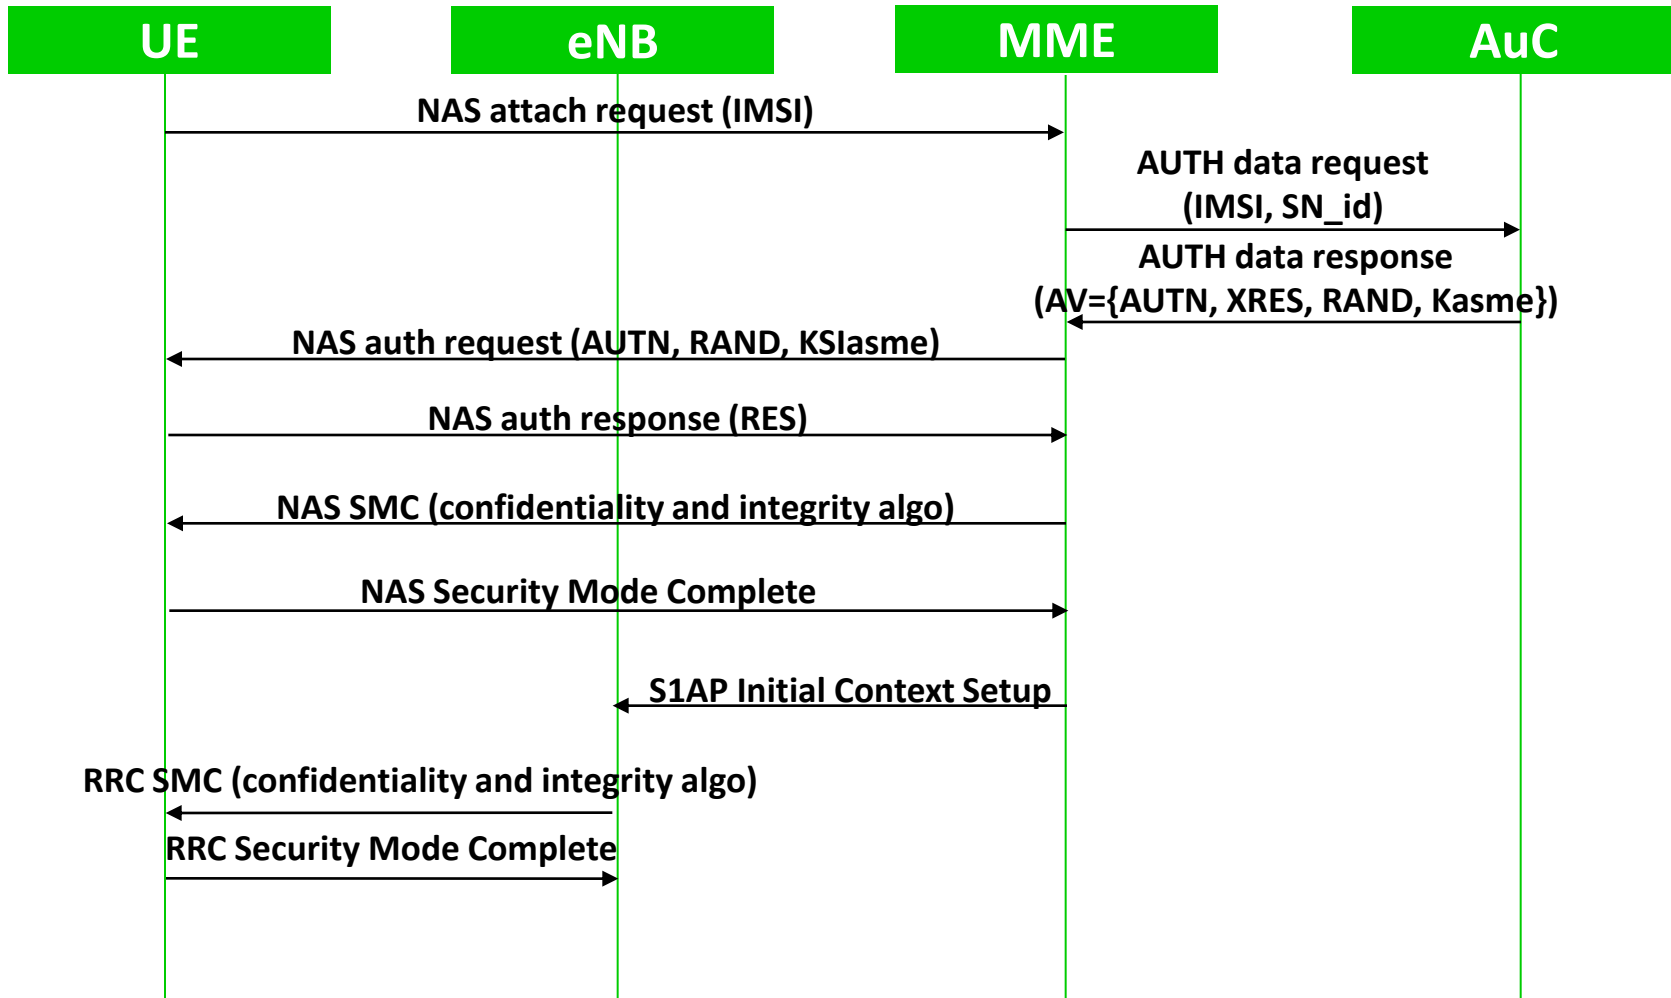 UE
eNB
MME
AuC
NAS attach request (IMSI)
AUTH data request
(IMSI, SN_id)
AUTH data response
(AV={AUTN, XRES, RAND, Kasme})
NAS auth request (AUTN, RAND, KSIasme)
NAS auth response (RES)
NAS SMC (confidentiality and integrity algo)
NAS Security Mode Complete
S1AP Initial Context Setup
RRC SMC (confidentiality and integrity algo)
RRC Security Mode Complete